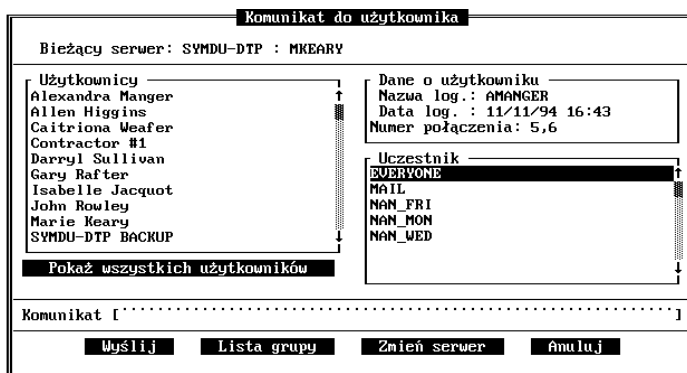 Komunikat do użytkownika
Bieżący serwer: SYMDU-DTP : MKEARY
Użytkownicy
Alexandra Manger
Allen Higgins
Caitriona Weafer
Contractor #1
Darryl Sullivan
Gary Rafter
Isabelle Jacquot
John Rowley
Marie Keary
SYMDU-DTP BACKUP
Pokaż wszystkich użytkowników
Dane o użytkowniku
Nazwa log.: AMANGER
Data log. : 11/11/94 16:43
Numer połączenia: 5,6
Uczestnik
EVERYONE
MAIL
NAN_FRI
NAN_MON
NAN_WED
Komunikat [·······························································]
Wyślij Lista grupy Zmień serwer Anuluj